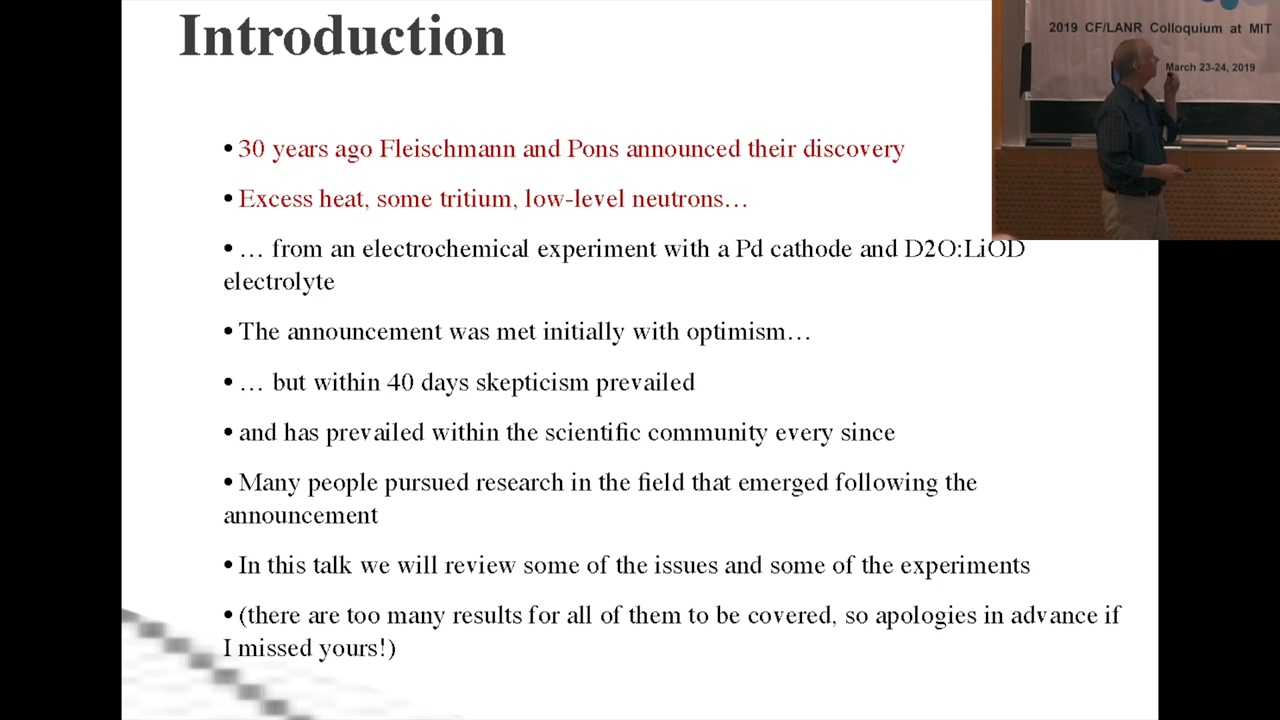 Introduction
2019 CF/LANR Colloquium at MIT
March 23-24, 2019
• 30 years ago Fleischmann and Pons announced their discovery
• Excess heat, some tritium, low-level neutrons…
• … from an electrochemical experiment with a Pd cathode and D2O:LiOD
electrolyte
• The announcement was met initially with optimism…
• … but within 40 days skepticism prevailed
• and has prevailed within the scientific community every since
• Many people pursued research in the field that emerged following the
announcement
• In this talk we will review some of the issues and some of the experiments
• (there are too many results for all of them to be covered, so apologies in advance if
I missed yours!)